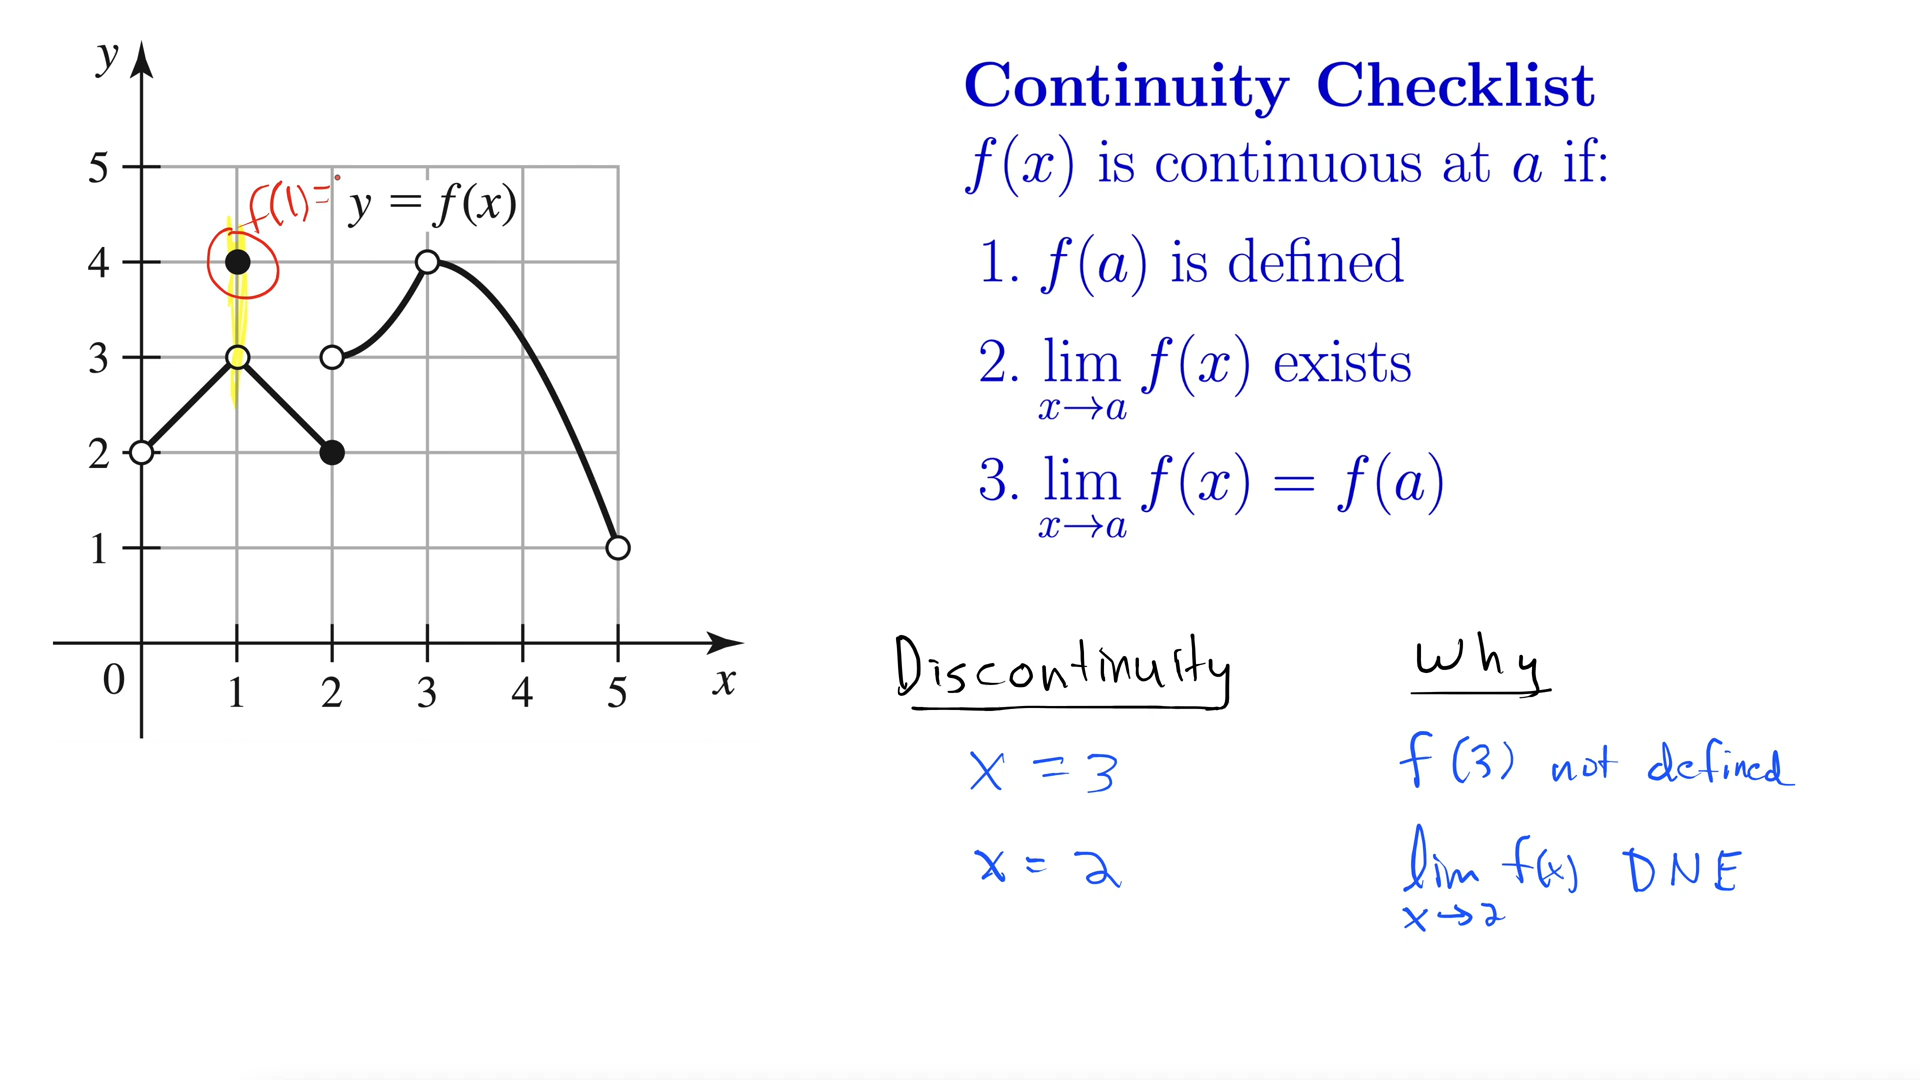 y
5
f(1)= y = f(x)
4
3
2
1
0 1 2 3 4 5 x
Continuity Checklist
f(x) is continuous at a if:
1. f(a) is defined
2. lim f(x) exists
x→a
3. lim f(x) = f(a)
x→a
Discontinuity Why
x = 3 f(3) not defined
x = 2 lim f(x) DNE
x→2